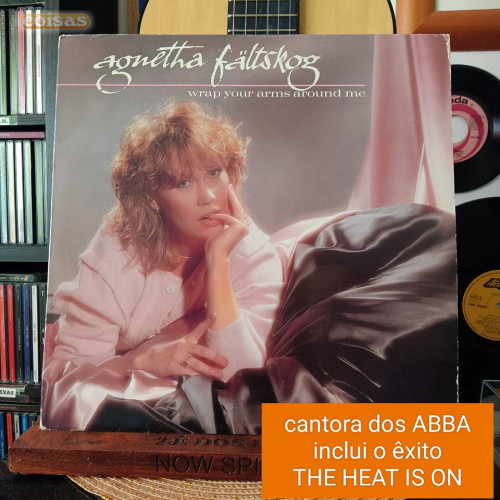 coisas
agnetha fältskog
wrap your arms around me
cantora dos ABBA
inclui o êxito
THE HEAT IS ON
NOW SPI